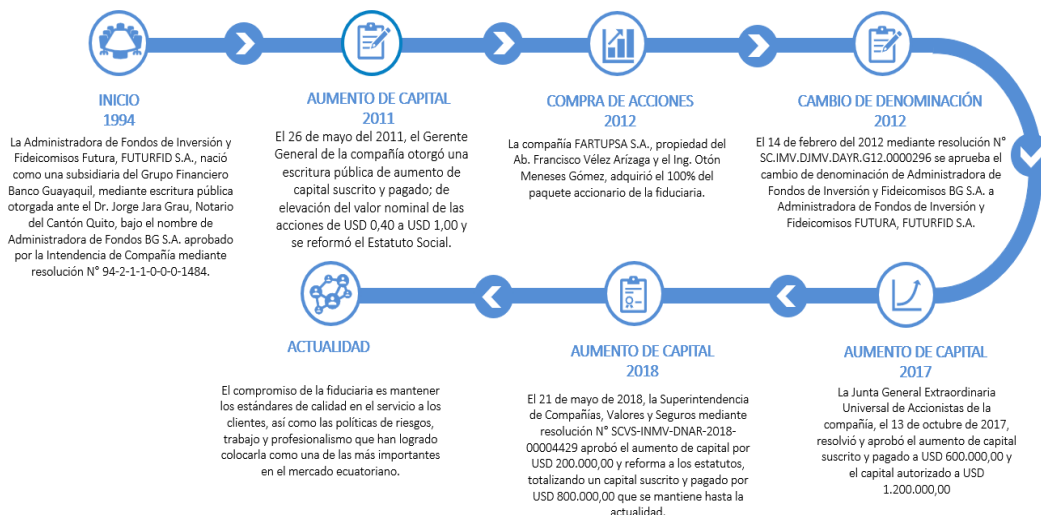 INICIO
1994
La Administradora de Fondos de Inversión y
Fideicomisos Futura, FUTURFID S.A., nació
como una subsidiaria del Grupo Financiero
Banco Guayaquil, mediante escritura pública
otorgada ante el Dr. Jorge Jara Grau, Notario
del Cantón Quito, bajo el nombre de
Administradora de Fondos BG S.A. aprobado
por la Intendencia de Compañía mediante
resolución N° 94-2-1-1-0-0-0-1484.
AUMENTO DE CAPITAL
2011
El 26 de mayo del 2011, el Gerente
General de la compañía otorgó una
escritura pública de aumento de
capital suscrito y pagado; de
elevación del valor nominal de las
acciones de USD 0,40 a USD 1,00 y
se reformó el Estatuto Social.
COMPRA DE ACCIONES
2012
La compañía FARTUPSA S.A., propiedad del
Ab. Francisco Vélez Arízaga y el Ing. Otón
Meneses Gómez, adquirió el 100% del
paquete accionario de la fiduciaria.
CAMBIO DE DENOMINACIÓN
2012
El 14 de febrero del 2012 mediante resolución N°
SC.IMV.DJMV.DAYR.G12.0000296 se aprueba el
cambio de denominación de Administradora de
Fondos de Inversión y Fideicomisos BG S.A. a
Administradora de Fondos de Inversión y
Fideicomisos FUTURA, FUTURFID S.A.
AUMENTO DE CAPITAL
2017
La Junta General Extraordinaria
Universal de Accionistas de la
compañía, el 13 de octubre de 2017,
resolvió y aprobó el aumento de capital
suscrito y pagado a USD 600.000,00 y
el capital autorizado a USD
1.200.000,00
AUMENTO DE CAPITAL
2018
El 21 de mayo de 2018, la Superintendencia
de Compañías, Valores y Seguros mediante
resolución N° SCVS-INMV-DNAR-2018-
00004429 aprobó el aumento de capital por
USD 200.000,00 y reforma a los estatutos,
totalizando un capital suscrito y pagado por
USD 800.000,00 que se mantiene hasta la
actualidad.
ACTUALIDAD
El compromiso de la fiduciaria es mantener
los estándares de calidad en el servicio a los
clientes, así como las políticas de riesgos,
trabajo y profesionalismo que han logrado
colocarla como una de las más importantes
en el mercado ecuatoriano.